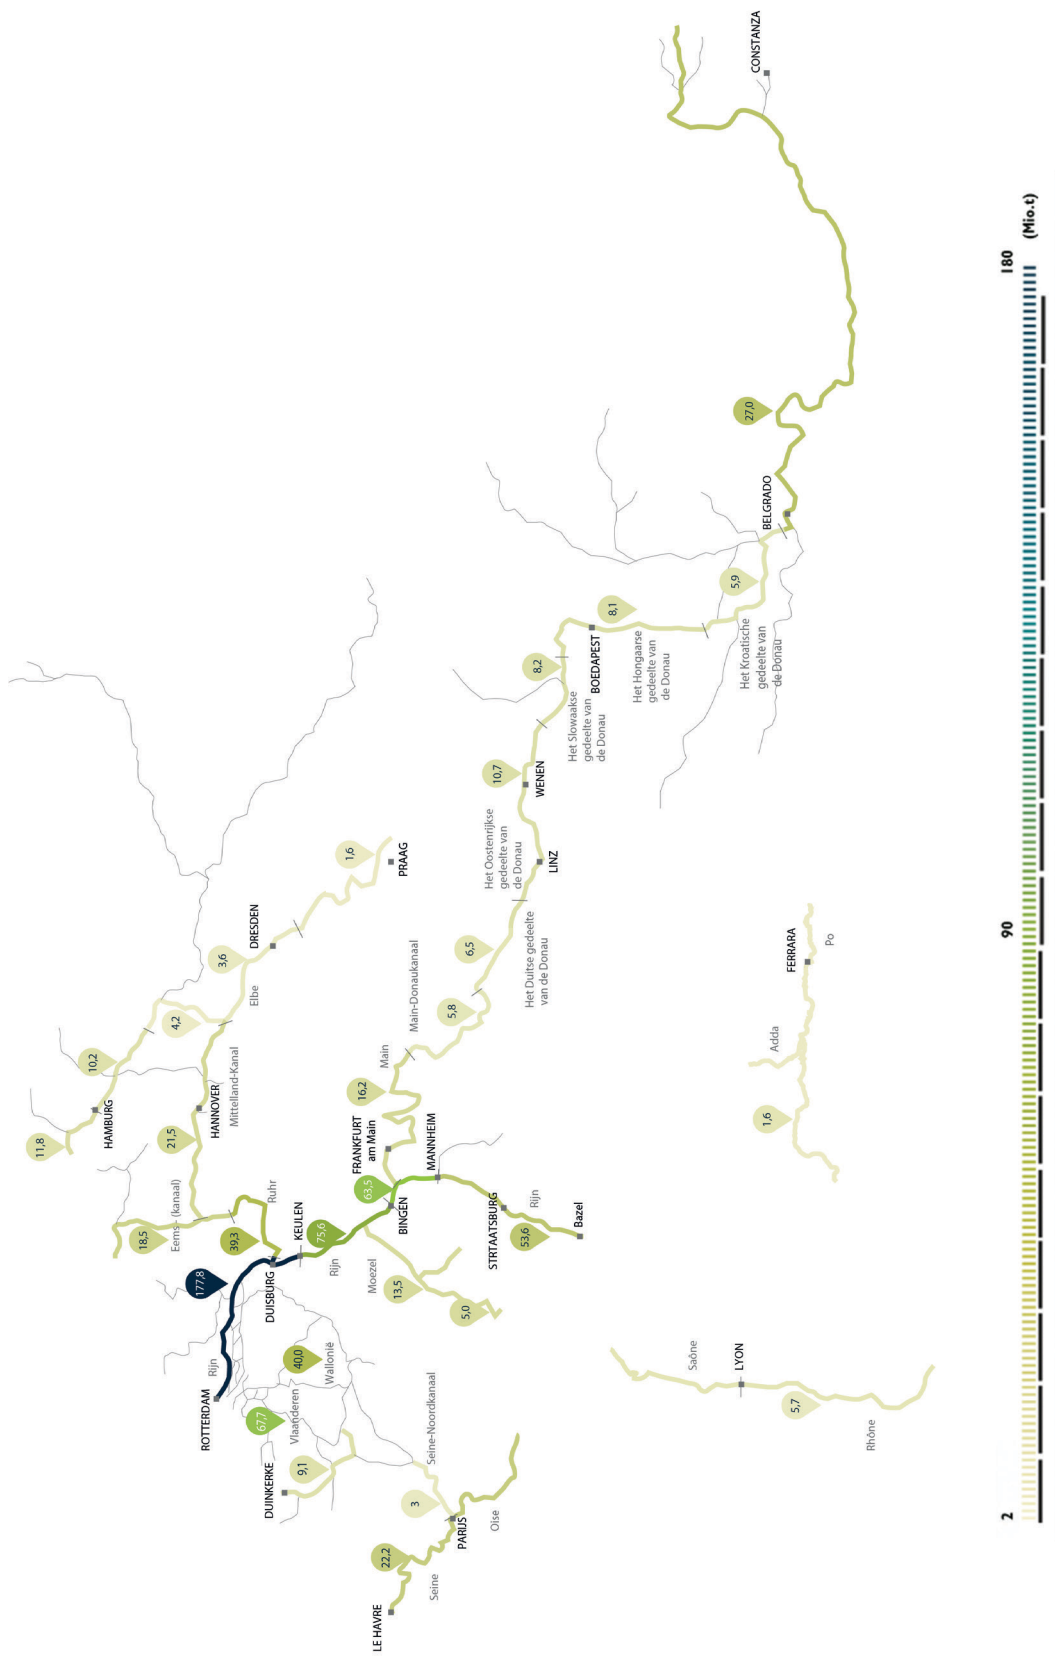 11,8
HAMBURG
10,2
4,2
3,6
Elbe
DRESDEN
1,6
PRAAG
18,5
Eems- (kanaal)
21,5
HANNOVER
Mittelland-Kanal
39,3
Ruhr
177,8
ROTTERDAM
Rijn
DUISBURG
KEULEN
75,6
Rijn
67,7
Vlaanderen
40,0
Wallonië
DUINKERKE
9,1
Seine-Noordkanaal
3
LE HAVRE
22,2
Seine
PARIJS
Oise
Moezel
13,5
5,0
63,5
BINGEN
FRANKFURT
am Main
MANNHEIM
16,2
Main
Main-Donaukanaal
STRTAATSBURG
Rijn
53,6
Bazel
5,8
6,5
Het Duitse gedeelte
van de Donau
Het Oostenrijkse
gedeelte van
de Donau
LINZ
10,7
WENEN
Het Slowaakse
gedeelte van
de Donau
8,2
BOEDAPEST
8,1
Het Hongaarse
gedeelte van
de Donau
5,9
Het Kroatische
gedeelte van
de Donau
BELGRADO
27,0
CONSTANZA
Saône
LYON
5,7
Rhône
1,6
Adda
FERRARA
Po
2
90
180
(Mio.t)